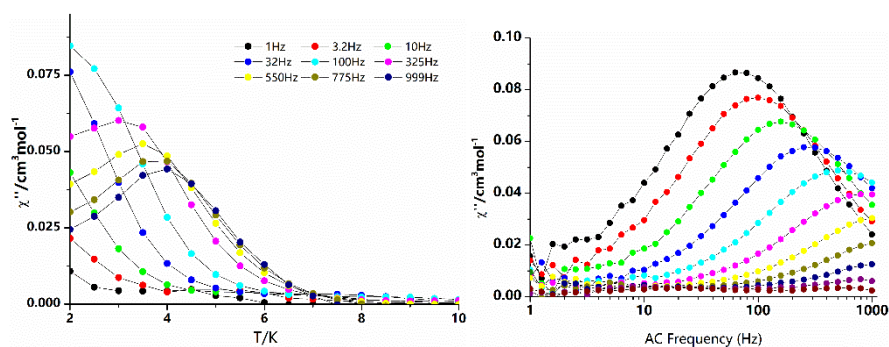 χ''/cm³mol⁻¹
0.075
0.050
0.025
0.000
1Hz 3.2Hz 10Hz
32Hz 100Hz 325Hz
550Hz 775Hz 999Hz
2 4 6 8 10
T/K
χ''/cm³mol⁻¹
0.10
0.08
0.06
0.04
0.02
0.00
1 10 100 1000
AC Frequency (Hz)